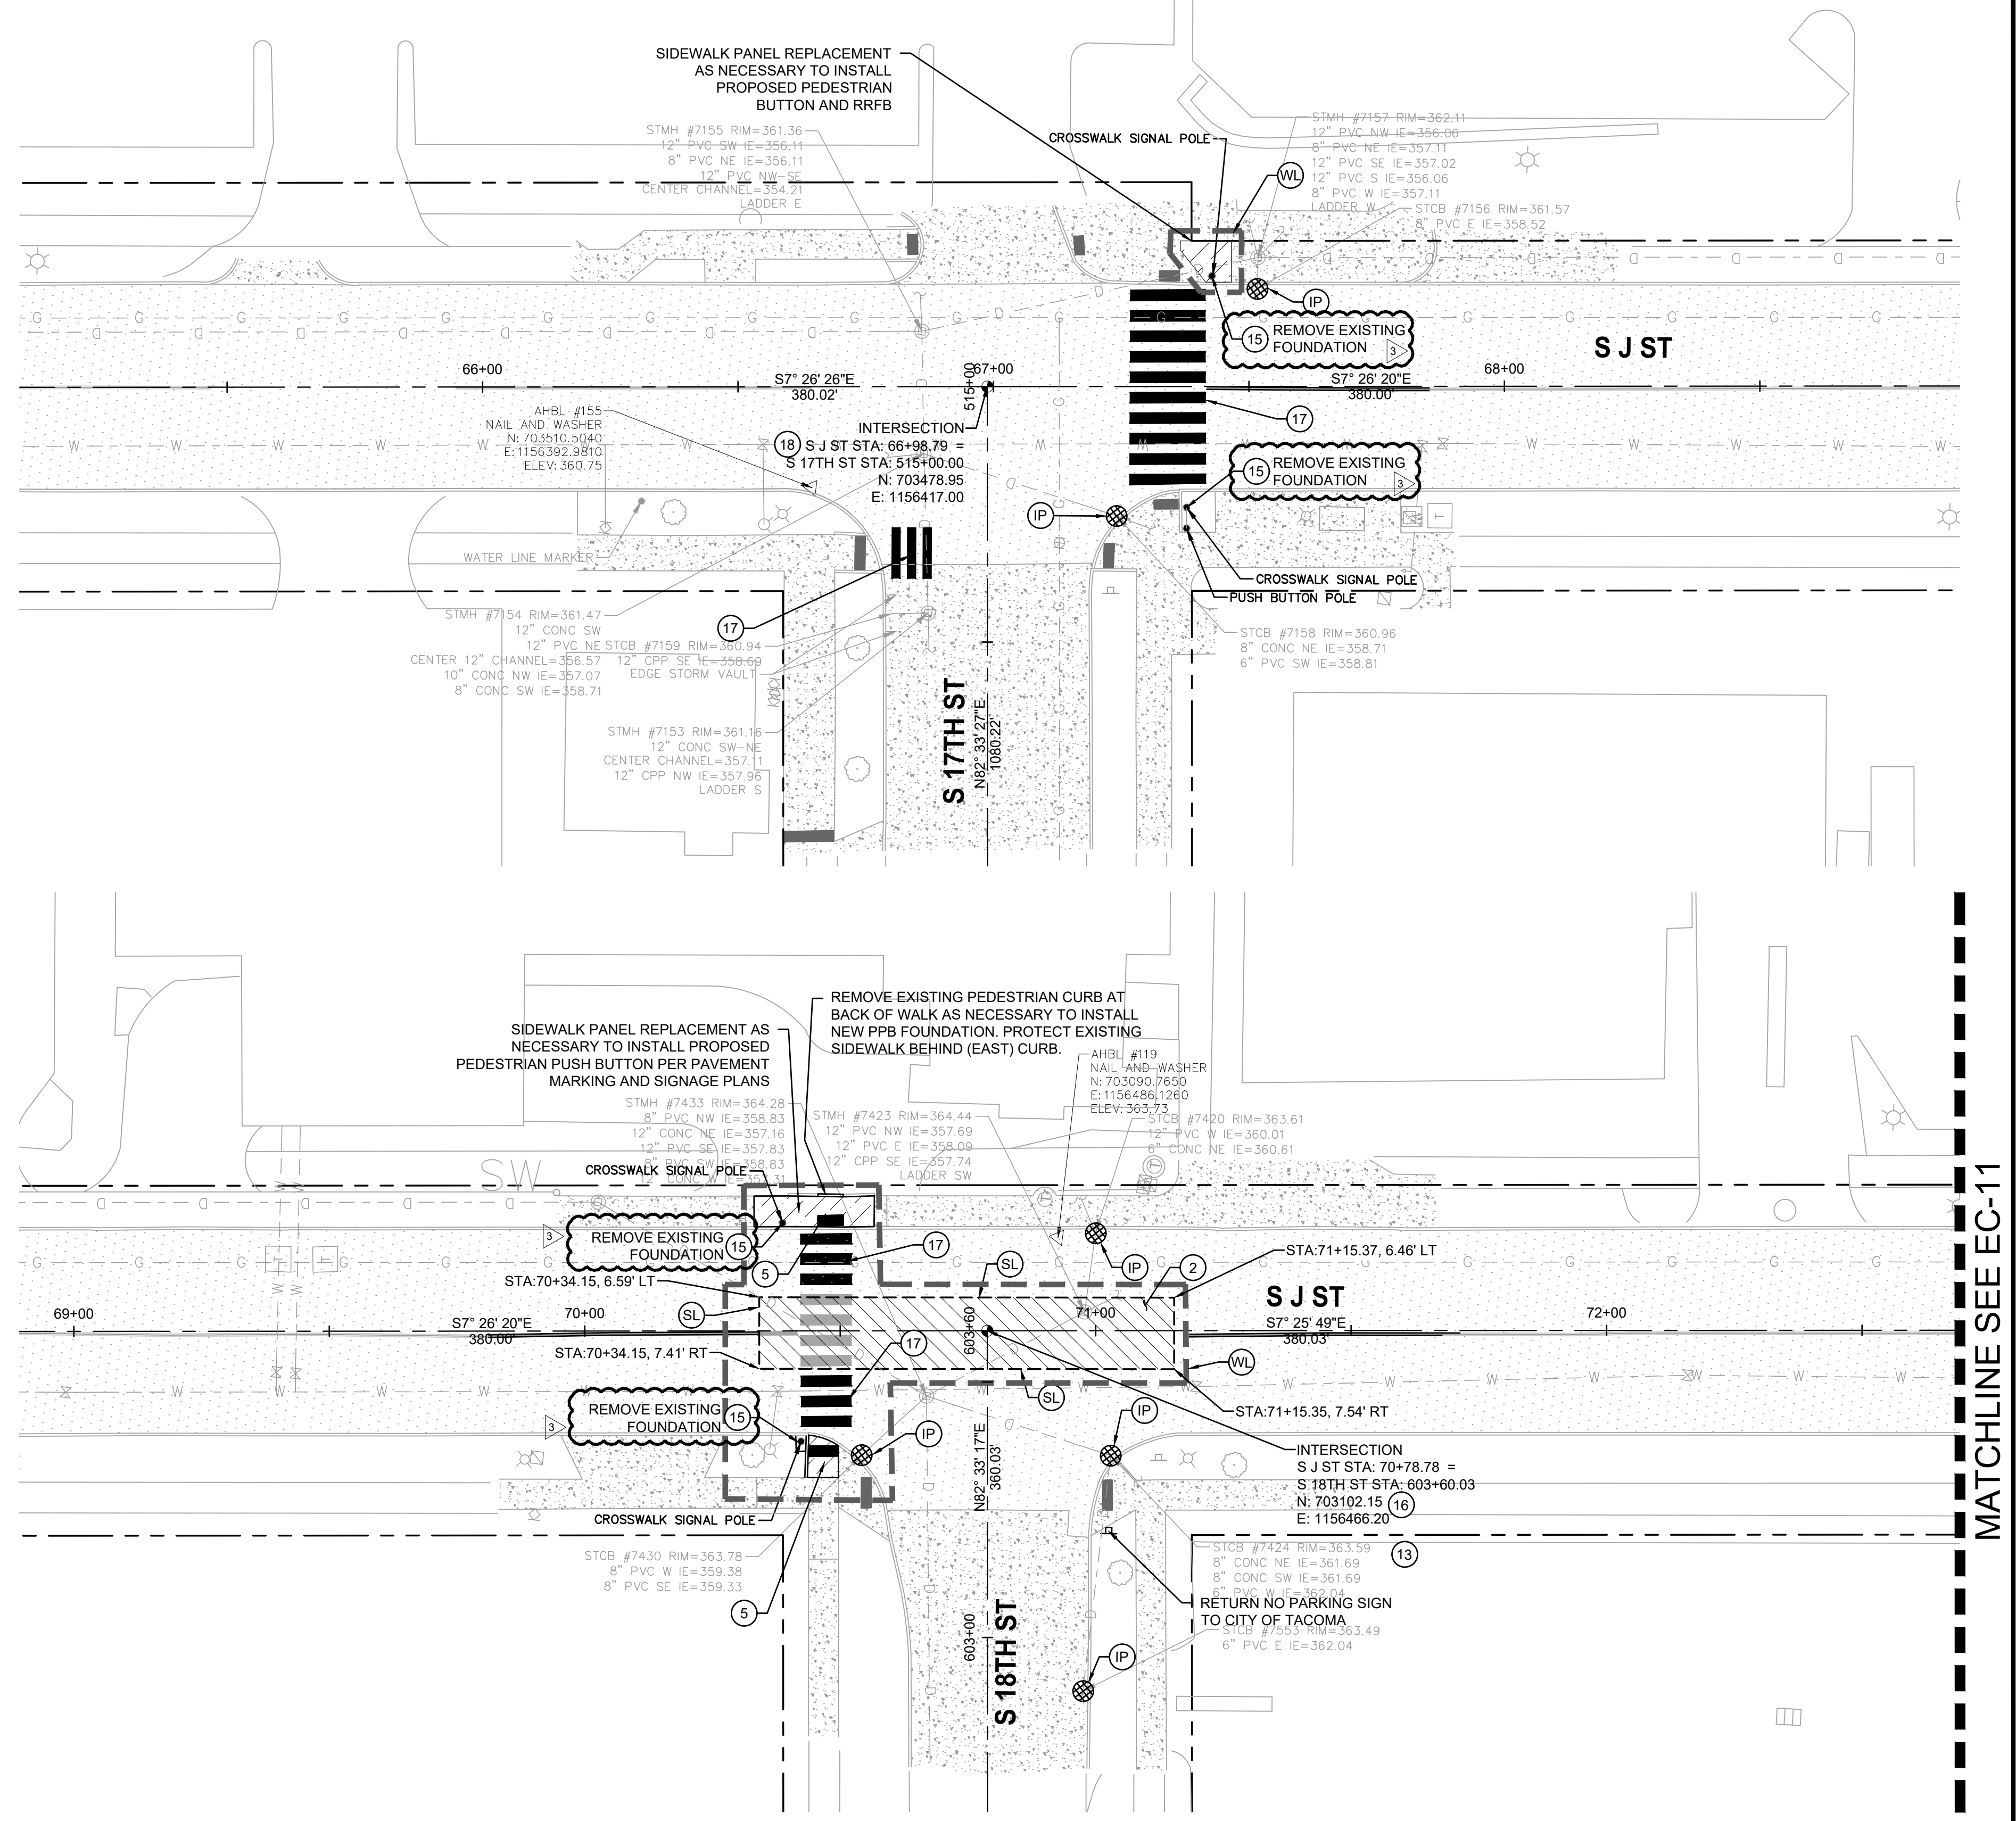 SIDEWALK PANEL REPLACEMENT
AS NECESSARY TO INSTALL
PROPOSED PEDESTRIAN
BUTTON AND RRFB
STMH #7155 RIM=361.36
12" PVC SW IE=356.11
8" PVC NE IE=356.11
12" PVC NW-SE
CENTER CHANNEL=354.21
LADDER E
CROSSWALK SIGNAL POLE
STMH #7157 RIM=362.11
12" PVC NW IE=356.06
8" PVC NE IE=357.11
12" PVC SE IE=357.02
12" PVC S IE=356.06
8" PVC W IE=357.11
LADDER W
WL
STCB #7156 RIM=361.57
8" PVC E IE=358.52
IP
15 REMOVE EXISTING
FOUNDATION
3
S J ST
66+00
67+00
68+00
S7° 26' 26"E
380.02'
515+00
S7° 26' 20"E
380.00'
17
AHBL #155
NAIL AND WASHER
N: 703510.5040
E: 1156392.9810
ELEV: 360.75
INTERSECTION
18 S J ST STA: 66+98.79 =
S 17TH ST STA: 515+00.00
N: 703478.95
E: 1156417.00
15 REMOVE EXISTING
FOUNDATION
3
IP
WATER LINE MARKER
CROSSWALK SIGNAL POLE
PUSH BUTTON POLE
17
STMH #7154 RIM=361.47
12" CONC SW
12" PVC NE
CENTER 12" CHANNEL=356.57
10" CONC NW IE=357.07
8" CONC SW IE=358.71
STCB #7159 RIM=360.94
12" CPP SE IE=358.69
EDGE STORM VAULT
STCB #7158 RIM=360.96
8" CONC NE IE=358.71
6" PVC SW IE=358.81
STMH #7153 RIM=361.16
12" CONC SW-NE
CENTER CHANNEL=357.11
12" CPP NW IE=357.96
LADDER S
S 17TH ST
N82° 33' 27"E
1080.22'
REMOVE EXISTING PEDESTRIAN CURB AT
BACK OF WALK AS NECESSARY TO INSTALL
NEW PPB FOUNDATION. PROTECT EXISTING
SIDEWALK BEHIND (EAST) CURB.
SIDEWALK PANEL REPLACEMENT AS
NECESSARY TO INSTALL PROPOSED
PEDESTRIAN PUSH BUTTON PER PAVEMENT
MARKING AND SIGNAGE PLANS
AHBL #119
NAIL AND WASHER
N: 703090.7650
E: 1156486.1260
ELEV: 363.73
STMH #7433 RIM=364.28
8" PVC NW IE=358.83
12" CONC NE IE=357.16
12" PVC SE IE=357.83
8" PVC SW IE=358.83
CROSSWALK SIGNAL POLE
STMH #7423 RIM=364.44
12" PVC NW IE=357.69
12" PVC E IE=358.09
12" CPP SE IE=357.74
LADDER SW
STCB #7420 RIM=363.61
12" PVC W IE=360.01
6" CONC NE IE=360.61
SW
3
REMOVE EXISTING
FOUNDATION 15
17
5
SL
IP
2
STA:71+15.37, 6.46' LT
STA:70+34.15, 6.59' LT
SL
69+00
70+00
71+00
72+00
S J ST
S7° 26' 20"E
380.00'
603+60
S7° 25' 49"E
380.03'
STA:70+34.15, 7.41' RT
17
WL
SL
STA:71+15.35, 7.54' RT
3
REMOVE EXISTING
FOUNDATION 15
IP
IP
N82° 33' 17"E
360.03'
INTERSECTION
S J ST STA: 70+78.78 =
S 18TH ST STA: 603+60.03
N: 703102.15 16
E: 1156466.20
CROSSWALK SIGNAL POLE
STCB #7430 RIM=363.78
8" PVC W IE=359.38
8" PVC SE IE=359.33
5
STCB #7424 RIM=363.59
8" CONC NE IE=361.69
8" CONC SW IE=361.69
6" PVC W IE=362.04
13
RETURN NO PARKING SIGN
TO CITY OF TACOMA
STCB #7553 RIM=363.49
6" PVC E IE=362.04
IP
603+00
S 18TH ST
MATCHLINE SEE EC-11